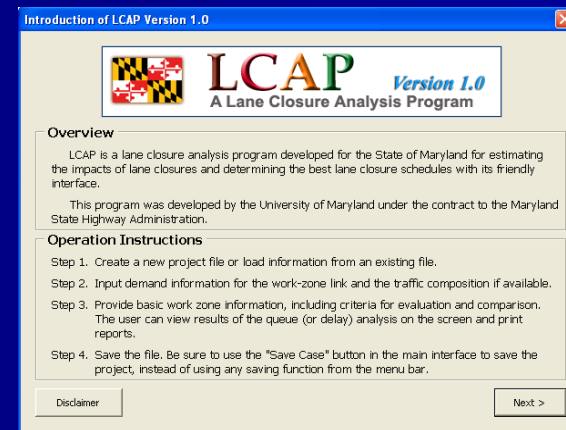 Introduction of LCAP Version 1.0
LCAP Version 1.0
A Lane Closure Analysis Program
Overview
LCAP is a lane closure analysis program developed for the State of Maryland for estimating
the impacts of lane closures and determining the best lane closure schedules with its friendly
interface.
This program was developed by the University of Maryland under the contract to the Maryland
State Highway Administration.
Operation Instructions
Step 1. Create a new project file or load information from an existing file.
Step 2. Input demand information for the work-zone link and the traffic composition if available.
Step 3. Provide basic work zone information, including criteria for evaluation and comparison.
The user can view results of the queue (or delay) analysis on the screen and print
reports.
Step 4. Save the file. Be sure to use the "Save Case" button in the main interface to save the
project, instead of using any saving function from the menu bar.
Disclaimer
Next >